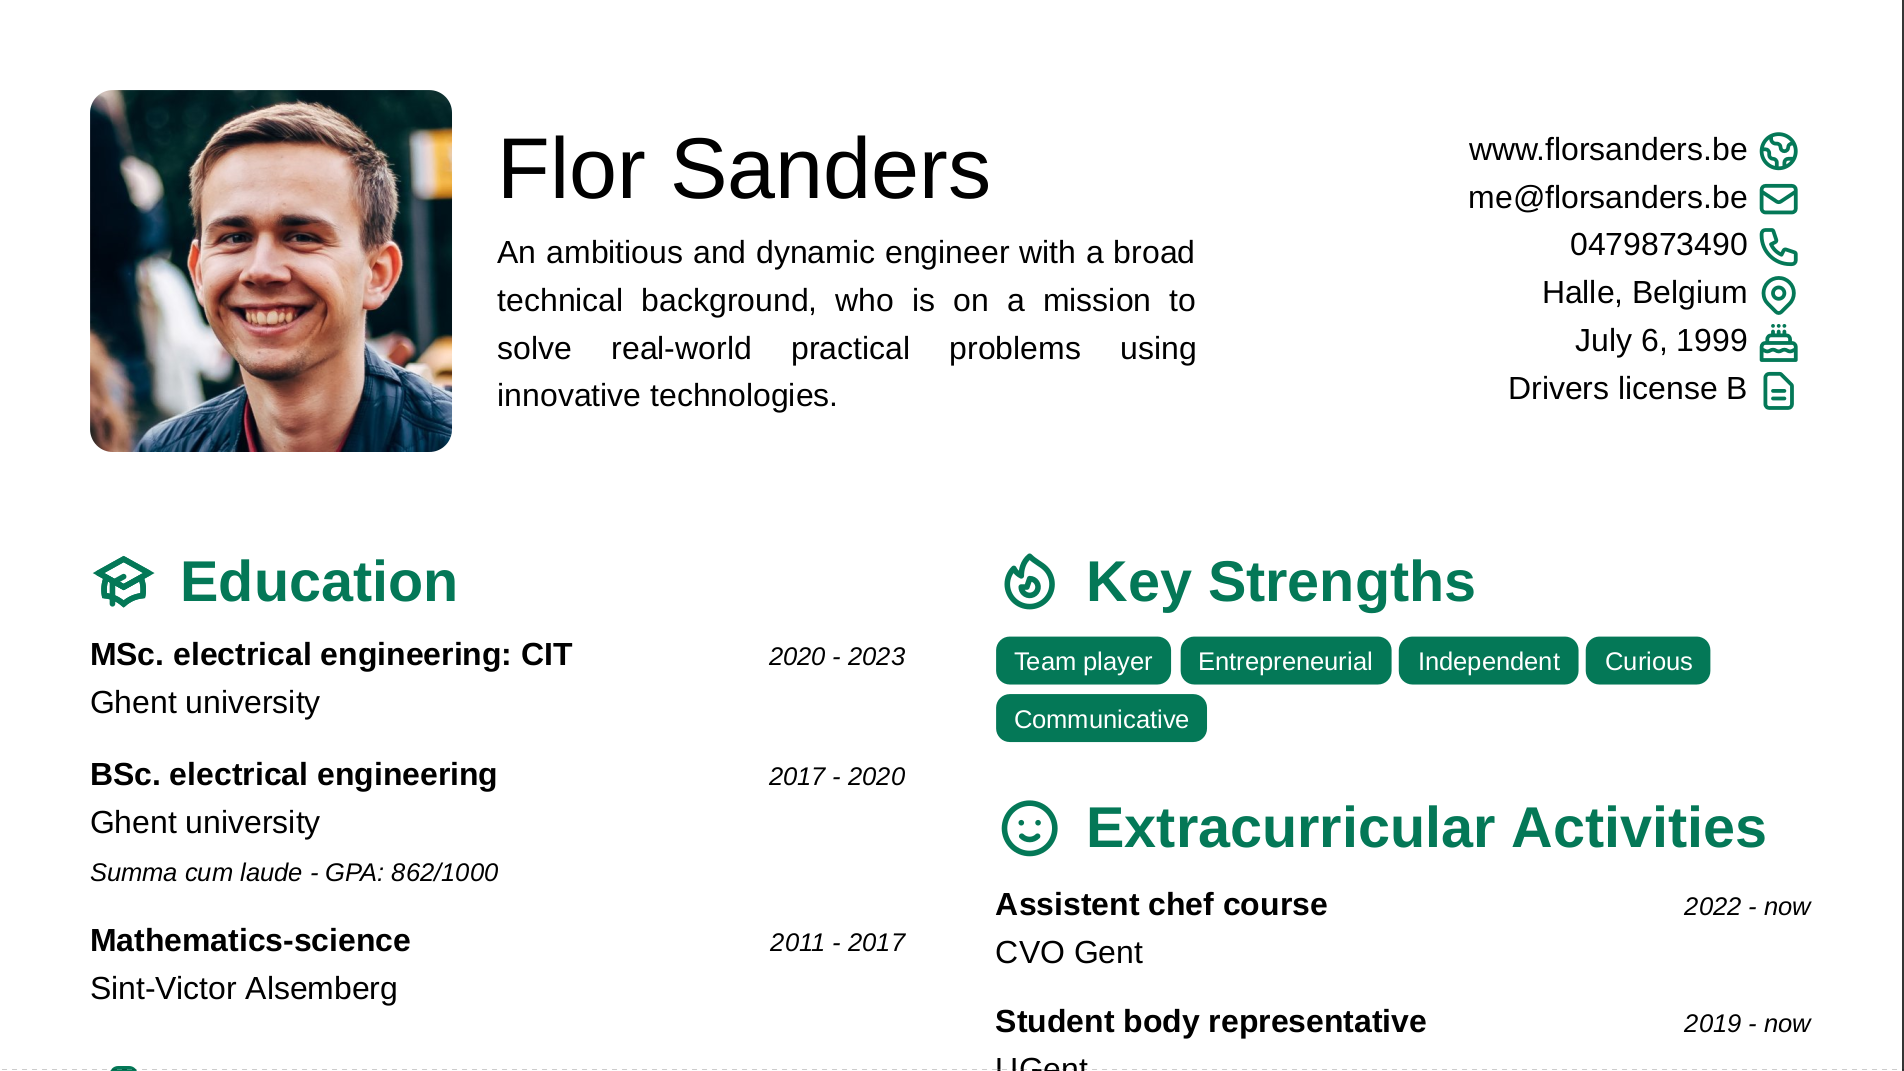 Flor Sanders
An ambitious and dynamic engineer with a broad
technical background, who is on a mission to
solve real-world practical problems using
innovative technologies.
www.florsanders.be
me@florsanders.be
0479873490
Halle, Belgium
July 6, 1999
Drivers license B
Education
MSc. electrical engineering: CIT 2020 - 2023
Ghent university
BSc. electrical engineering 2017 - 2020
Ghent university
Summa cum laude - GPA: 862/1000
Mathematics-science 2011 - 2017
Sint-Victor Alsemberg
Key Strengths
Team player Entrepreneurial Independent Curious
Communicative
Extracurricular Activities
Assistent chef course 2022 - now
CVO Gent
Student body representative 2019 - now
UGent